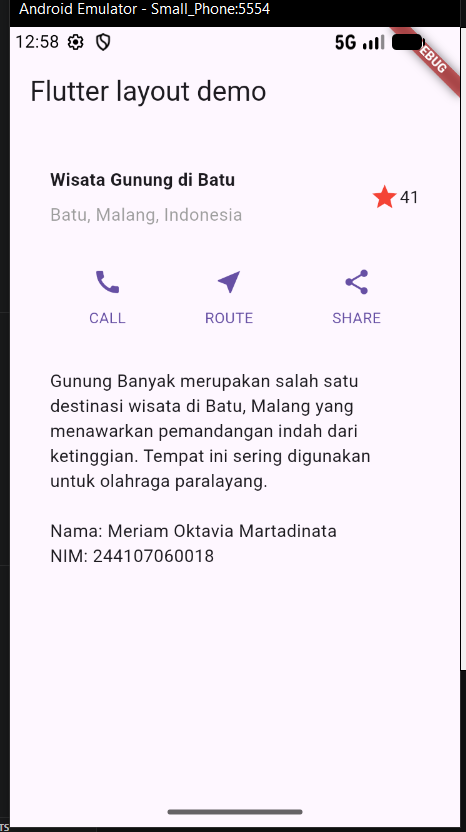 Android Emulator - Small_Phone:5554
12:58 5G
EBUG
Flutter layout demo
Wisata Gunung di Batu
41
Batu, Malang, Indonesia
CALL ROUTE SHARE
Gunung Banyak merupakan salah satu
destinasi wisata di Batu, Malang yang
menawarkan pemandangan indah dari
ketinggian. Tempat ini sering digunakan
untuk olahraga paralayang.
Nama: Meriam Oktavia Martadinata
NIM: 244107060018